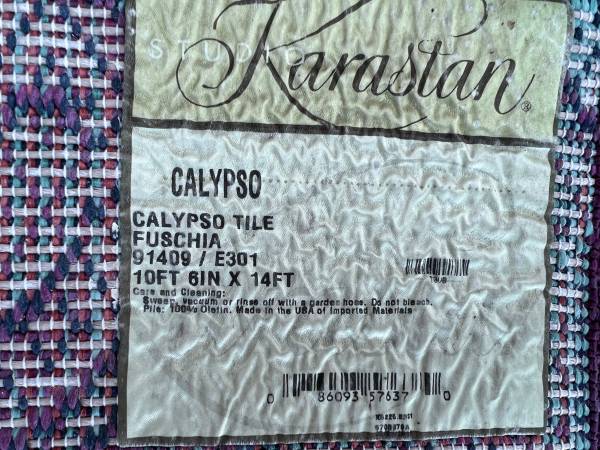 STUDIO
Karastan®
CALYPSO
CALYPSO TILE
FUSCHIA
91409 / E301
10FT 6IN X 14FT
Care and Cleaning:
Sweep, vacuum or rinse off with a garden hose. Do not bleach.
Pile: 100% Olefin. Made in the USA of Imported Materials
0 86093 57637 0